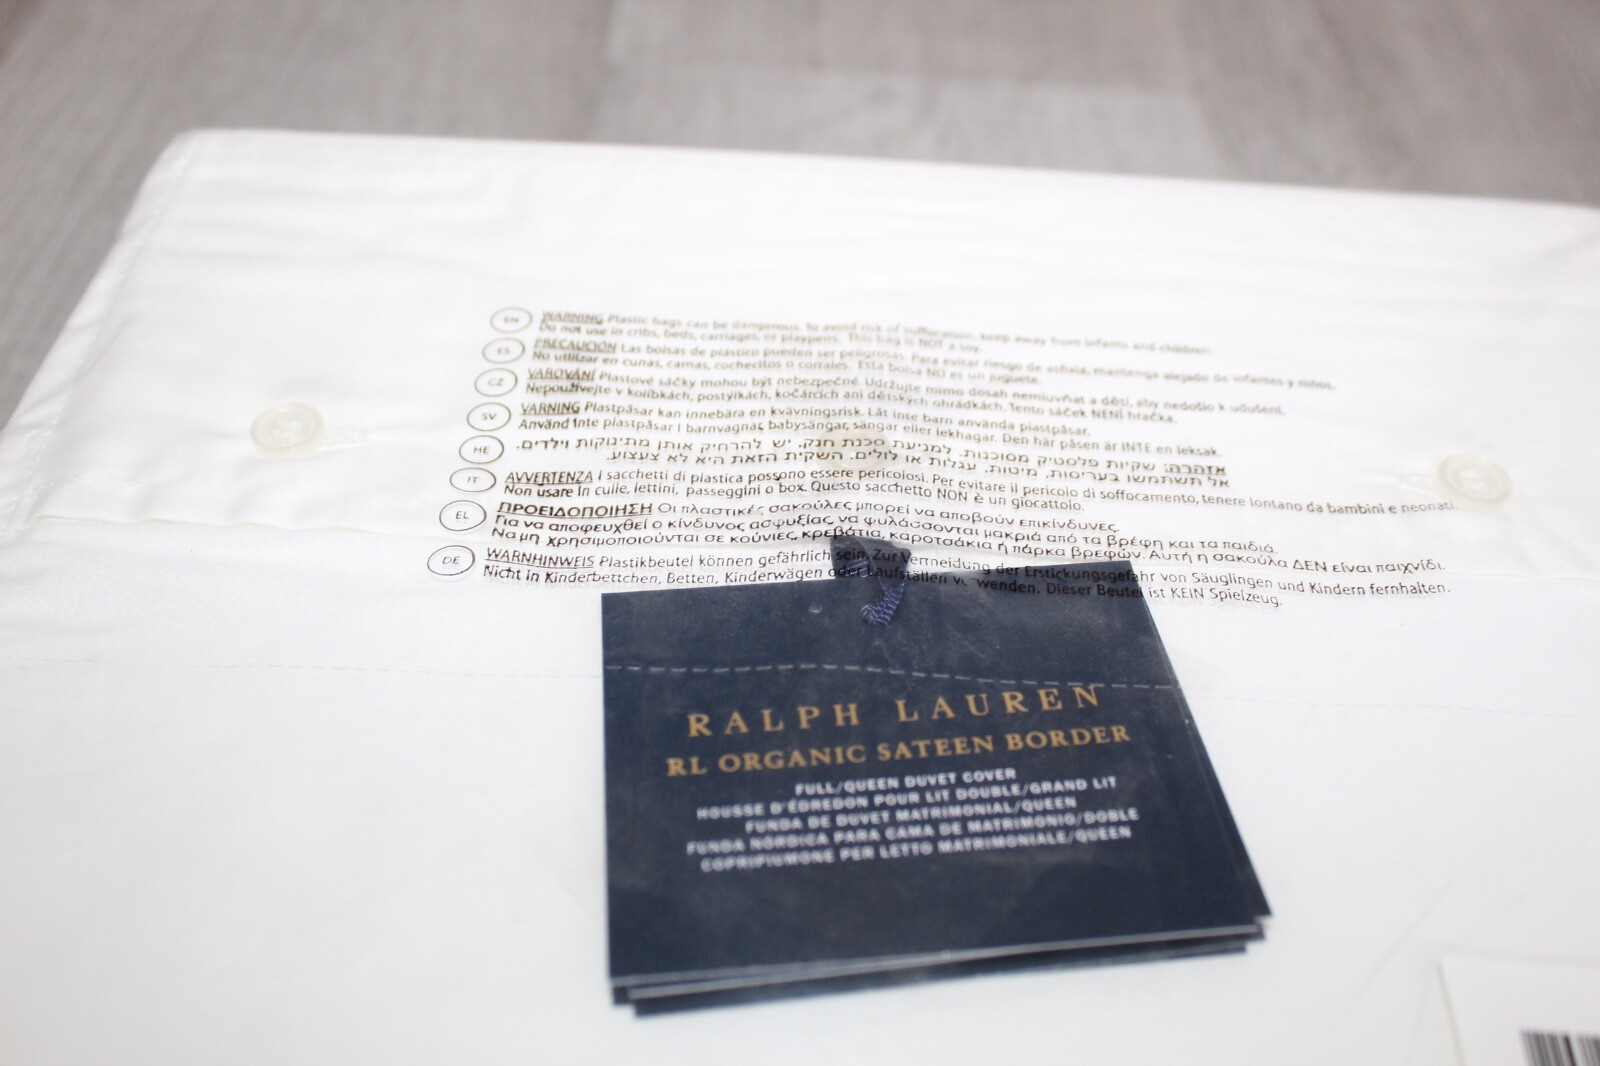 EN WARNING Plastic bags can be dangerous. To avoid risk of suffocation, keep away from infants and children.
Do not use in cribs, beds, carriages, or playpens. This bag is NOT a toy.
ES PRECAUCIÓN Las bolsas de plástico pueden ser peligrosas. Para evitar riesgo de asfixia, mantenga alejado de infantes y niños.
No utilizar en cunas, camas, cochecitos o corrales. Esta bolsa NO es un juguete.
CZ VAROVÁNÍ Plastové sáčky mohou být nebezpečné. Udržujte mimo dosah nemluvňat a dětí, aby nedošlo k udušení.
Nepoužívejte v kolíbkách, postýlkách, kočárcích ani dětských ohrádkách. Tento sáček NENÍ hračka.
SV VARNING Plastpåsar kan innebära en kvävningsrisk. Låt inte barn använda plastpåsar.
Använd inte plastpåsar i barnvagnar, babysängar, sängar eller lekhagar. Den här påsen är INTE en leksak.
HE אזהרה: שקיות פלסטיק מסוכנות. למניעת סכנת חנק, יש להרחיק אותן מתינוקות וילדים.
אל תשתמשו בעריסות, מיטות, עגלות או לולים. השקית הזאת היא לא צעצוע.
IT AVVERTENZA I sacchetti di plastica possono essere pericolosi. Per evitare il pericolo di soffocamento, tenere lontano da bambini e neonati.
Non usare in culle, lettini, passeggini o box. Questo sacchetto NON è un giocattolo.
EL ΠΡΟΕΙΔΟΠΟΙΗΣΗ Οι πλαστικές σακούλες μπορεί να αποβούν επικίνδυνες.
Για να αποφευχθεί ο κίνδυνος ασφυξίας, να φυλάσσονται μακριά από τα βρέφη και τα παιδιά.
Να μη χρησιμοποιούνται σε κούνιες, κρεβάτια, καροτσάκια ή πάρκα βρεφών. Αυτή η σακούλα ΔΕΝ είναι παιχνίδι.
DE WARNHINWEIS Plastikbeutel können gefährlich sein. Zur Vermeidung der Erstickungsgefahr von Säuglingen und Kindern fernhalten.
Nicht in Kinderbettchen, Betten, Kinderwägen oder Laufställen verwenden. Dieser Beutel ist KEIN Spielzeug.
RALPH LAUREN
RL ORGANIC SATEEN BORDER
FULL/QUEEN DUVET COVER
HOUSSE D'ÉDREDON POUR LIT DOUBLE/GRAND LIT
FUNDA DE DUVET MATRIMONIAL/QUEEN
FUNDA NÓRDICA PARA CAMA DE MATRIMONIO/DOBLE
COPRIPIUMONE PER LETTO MATRIMONIALE/QUEEN